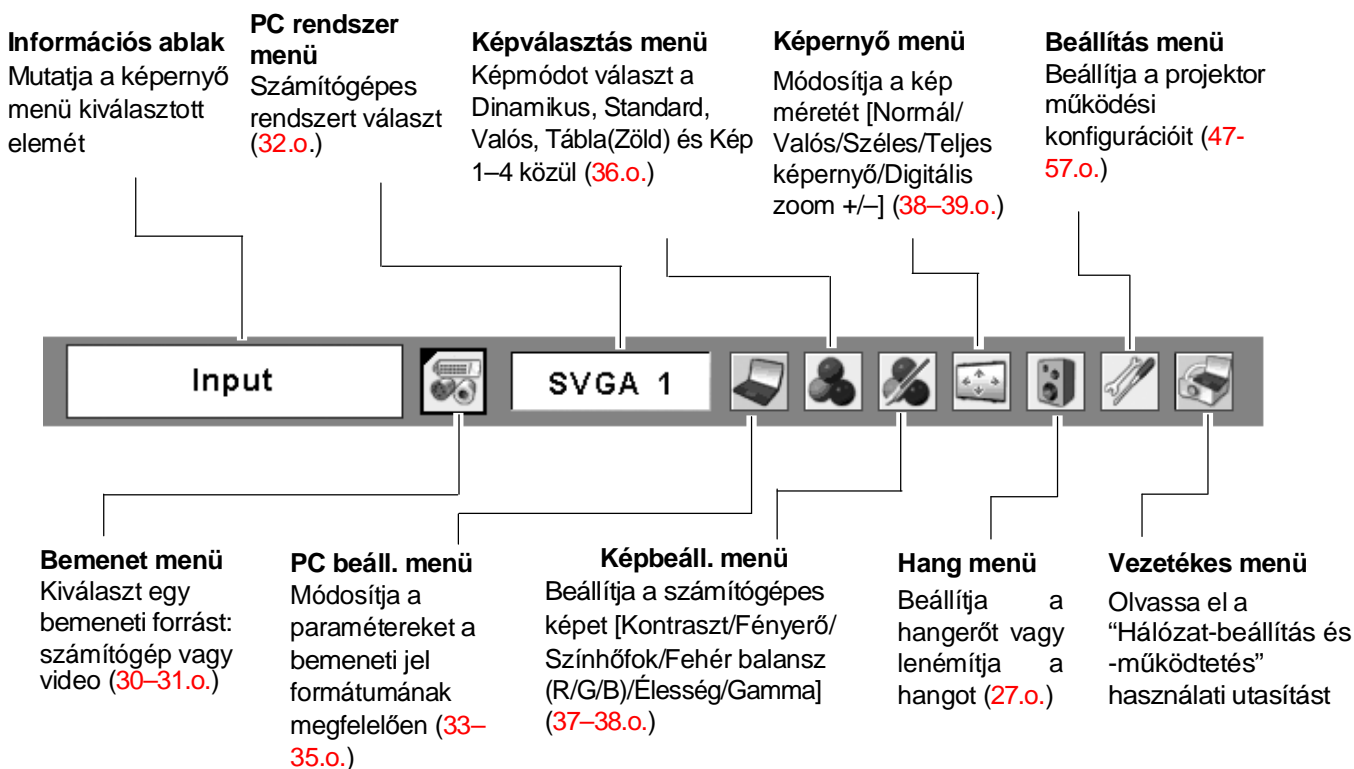 Információs ablak
Mutatja a képernyő
menü kiválasztott
elemét
PC rendszer
menü
Számítógépes
rendszert választ
(32.o.)
Képválasztás menü
Képmódot választ a
Dinamikus, Standard,
Valós, Tábla(Zöld) és Kép
1–4 közül (36.o.)
Képernyő menü
Módosítja a kép
méretét [Normál/
Valós/Széles/Teljes
képernyő/Digitális
zoom +/–] (38–39.o.)
Beállítás menü
Beállítja a projektor
működési
konfigurációit (47-
57.o.)
Input
SVGA 1
Bemenet menü
Kiválaszt egy
bemeneti forrást:
számítógép vagy
video (30–31.o.)
PC beáll. menü
Módosítja a
paramétereket a
bemeneti jel
formátumának
megfelelően (33–
35.o.)
Képbeáll. menü
Beállítja a számítógépes
képet [Kontraszt/Fényerő/
Színhőfok/Fehér balansz
(R/G/B)/Élesség/Gamma]
(37–38.o.)
Hang menü
Beállítja a
hangerőt vagy
lenémítja a
hangot (27.o.)
Vezetékes menü
Olvassa el a
“Hálózat-beállítás és
-működtetés”
használati utasítást